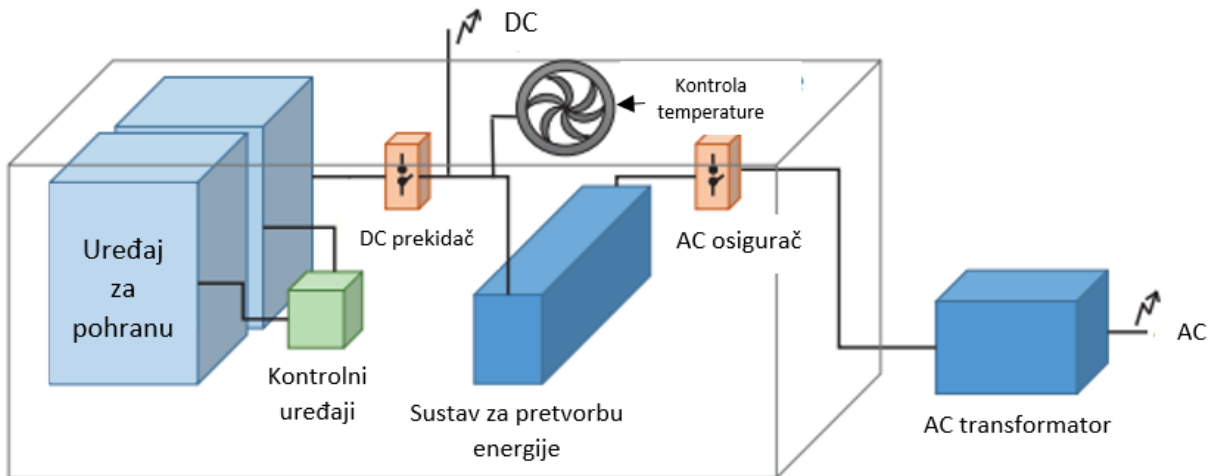 DC
Kontrola
temperature
DC prekidač
AC osigurač
Uređaj
za
pohranu
Kontrolni
uređaji
Sustav za pretvorbu
energije
AC
AC transformator